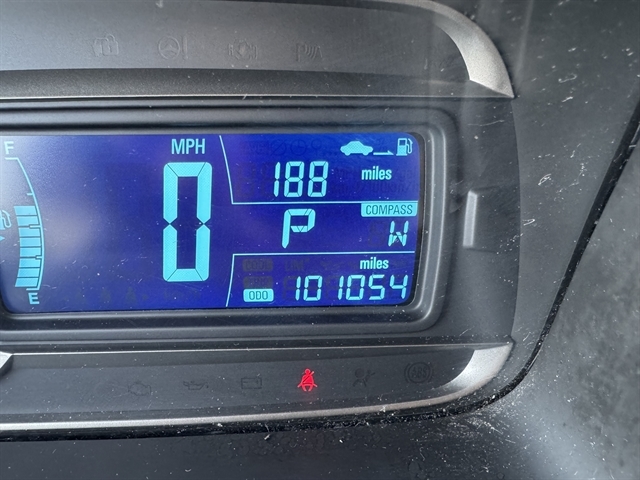 F
MPH
0
188 miles
P
COMPASS
W
E
miles
ODO 101054